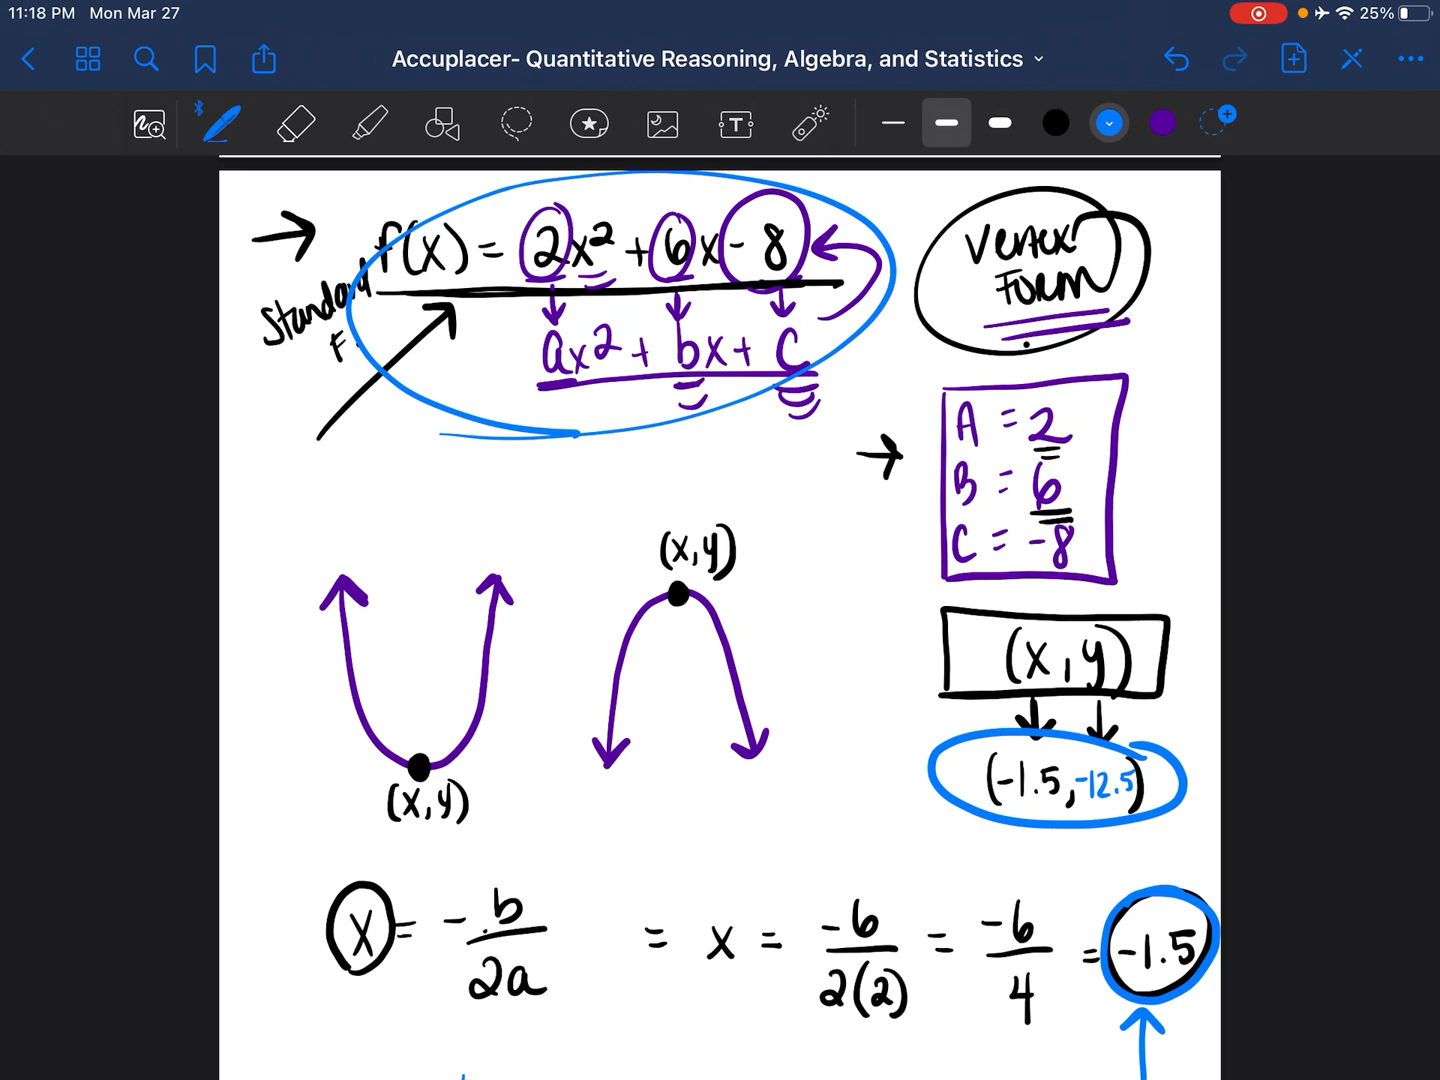 11:18 PM Mon Mar 27
25%
Accuplacer- Quantitative Reasoning, Algebra, and Statistics
T
f(x) = 2x² + 6x - 8
Standard
F
ax2 + bx + c
Vertex
Form
A = 2
B = 6
C = -8
(x,y)
(x,y)
(x,y)
(-1.5, -12.5)
x = - b/2a = x = -6/2(2) = -6/4 = -1.5